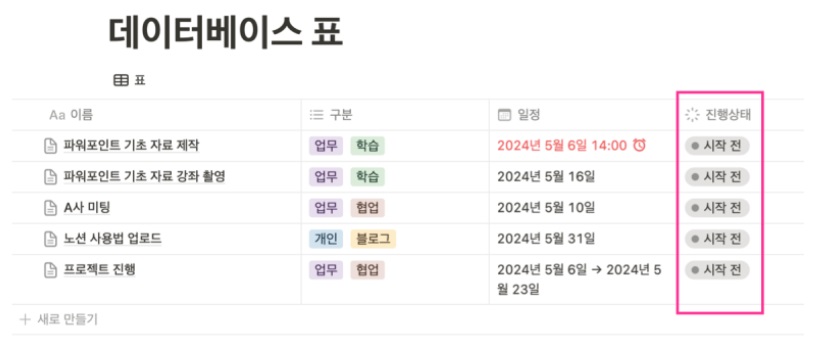 데이터베이스 표
표
Aa 이름 구분 일정 진행상태
파워포인트 기초 자료 제작 업무 학습 2024년 5월 6일 14:00 시작 전
파워포인트 기초 자료 강좌 촬영 업무 학습 2024년 5월 16일 시작 전
A사 미팅 업무 협업 2024년 5월 10일 시작 전
노션 사용법 업로드 개인 블로그 2024년 5월 31일 시작 전
프로젝트 진행 업무 협업 2024년 5월 6일 → 2024년 5 시작 전
월 23일
+ 새로 만들기